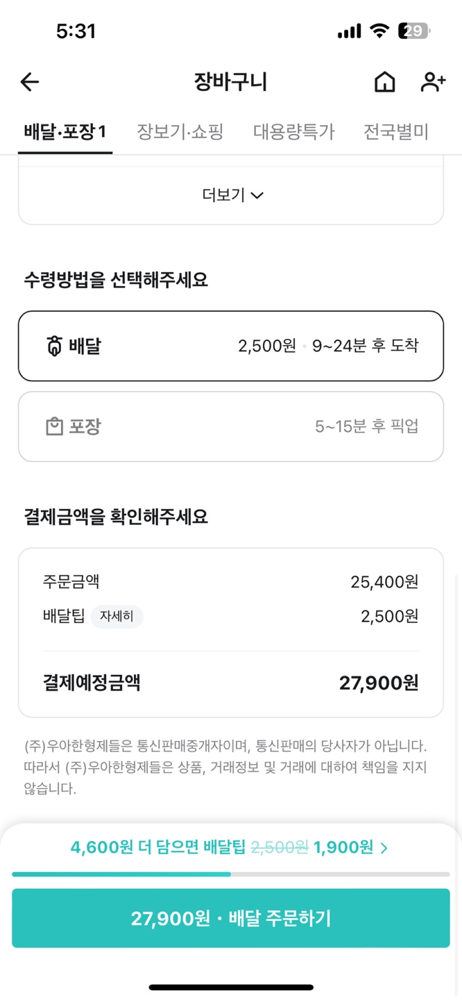 5:31
29
장바구니
배달·포장 1 장보기·쇼핑 대용량특가 전국별미
더보기
수령방법을 선택해주세요
배달 2,500원 · 9~24분 후 도착
포장 5~15분 후 픽업
결제금액을 확인해주세요
주문금액 25,400원
배달팁 자세히 2,500원
결제예정금액 27,900원
(주)우아한형제들은 통신판매중개자이며, 통신판매의 당사자가 아닙니다.
따라서 (주)우아한형제들은 상품, 거래정보 및 거래에 대하여 책임을 지지
않습니다.
4,600원 더 담으면 배달팁 2,500원 1,900원 >
27,900원 · 배달 주문하기